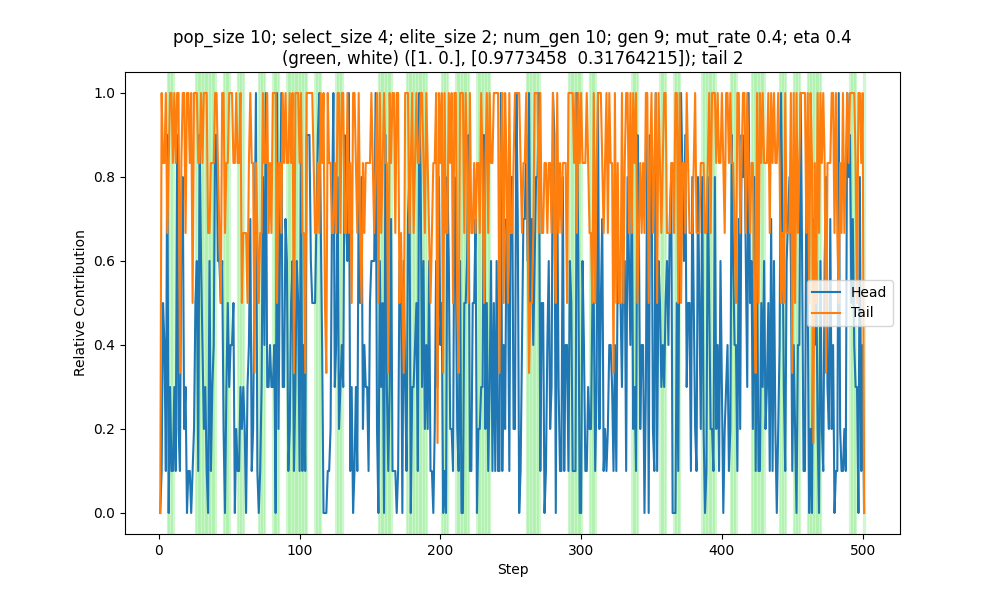 pop_size 10; select_size 4; elite_size 2; num_gen 10; gen 9; mut_rate 0.4; eta 0.4
(green, white) ([1. 0.], [0.9773458  0.31764215]); tail 2
1.0
0.8
0.6
0.4
0.2
0.0
Relative Contribution
Head
Tail
0
100
200
300
400
500
Step